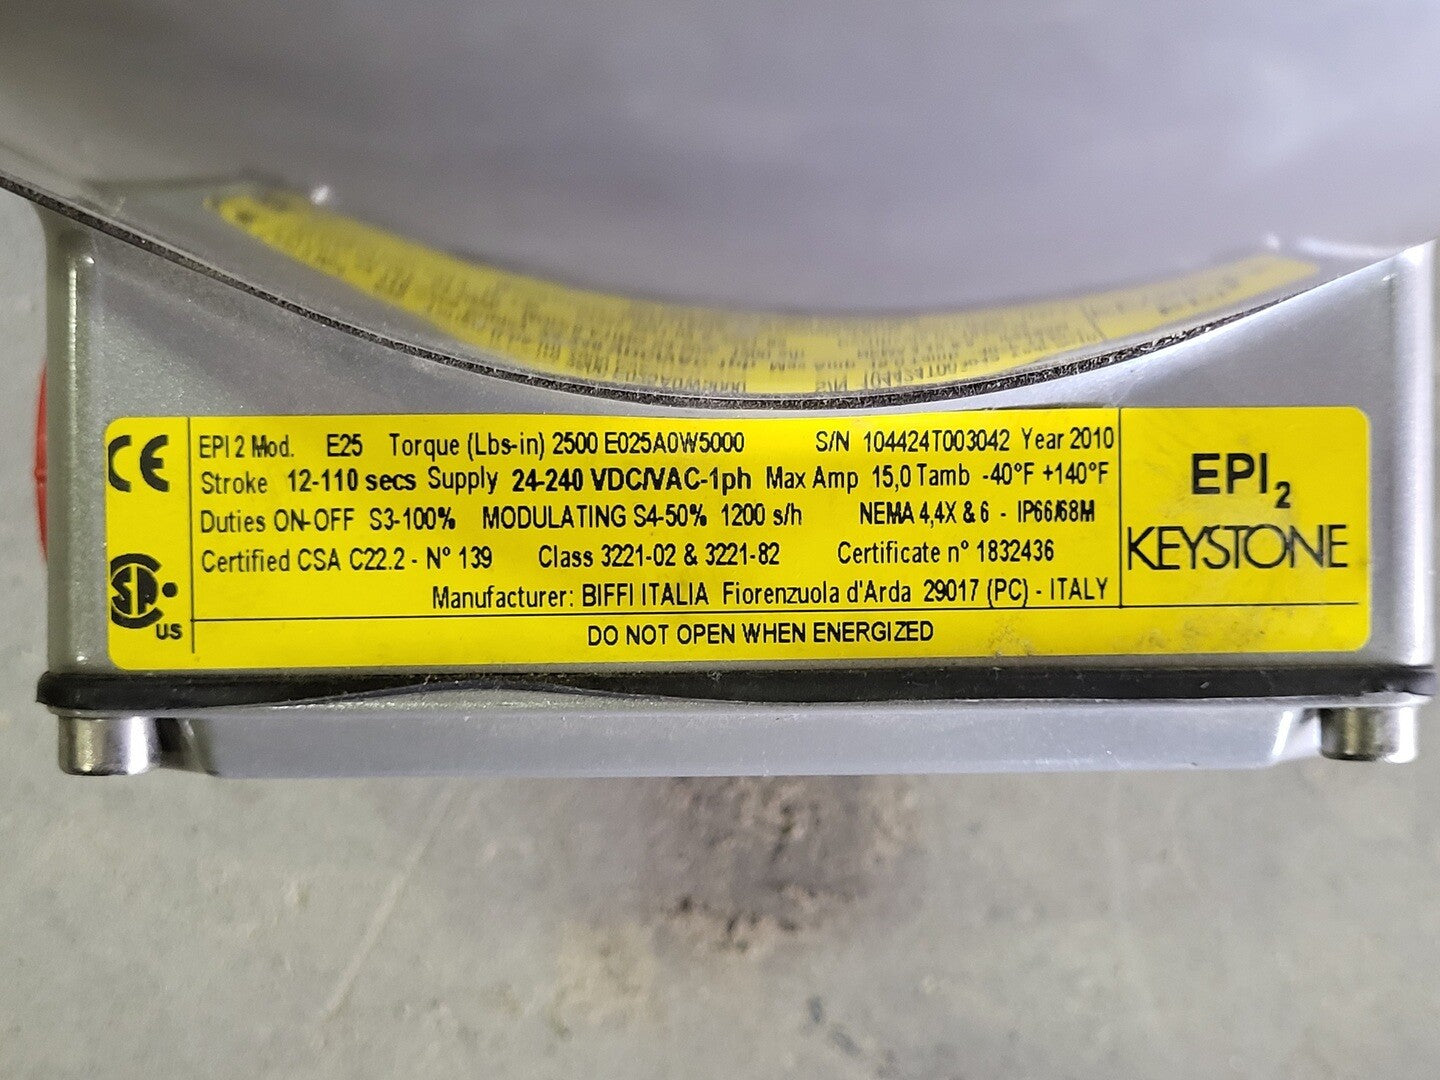 CE
EPI 2 Mod. E25 Torque (Lbs-in) 2500 E025A0W5000 S/N 104424T003042 Year 2010
Stroke 12-110 secs Supply 24-240 VDC/VAC-1ph Max Amp 15,0 Tamb -40°F +140°F
Duties ON-OFF S3-100% MODULATING S4-50% 1200 s/h NEMA 4,4X & 6 - IP66/68M
Certified CSA C22.2 - N° 139 Class 3221-02 & 3221-82 Certificate n° 1832436
Manufacturer: BIFFI ITALIA Fiorenzuola d'Arda 29017 (PC) - ITALY
DO NOT OPEN WHEN ENERGIZED
SA US
EPI2
KEYSTONE